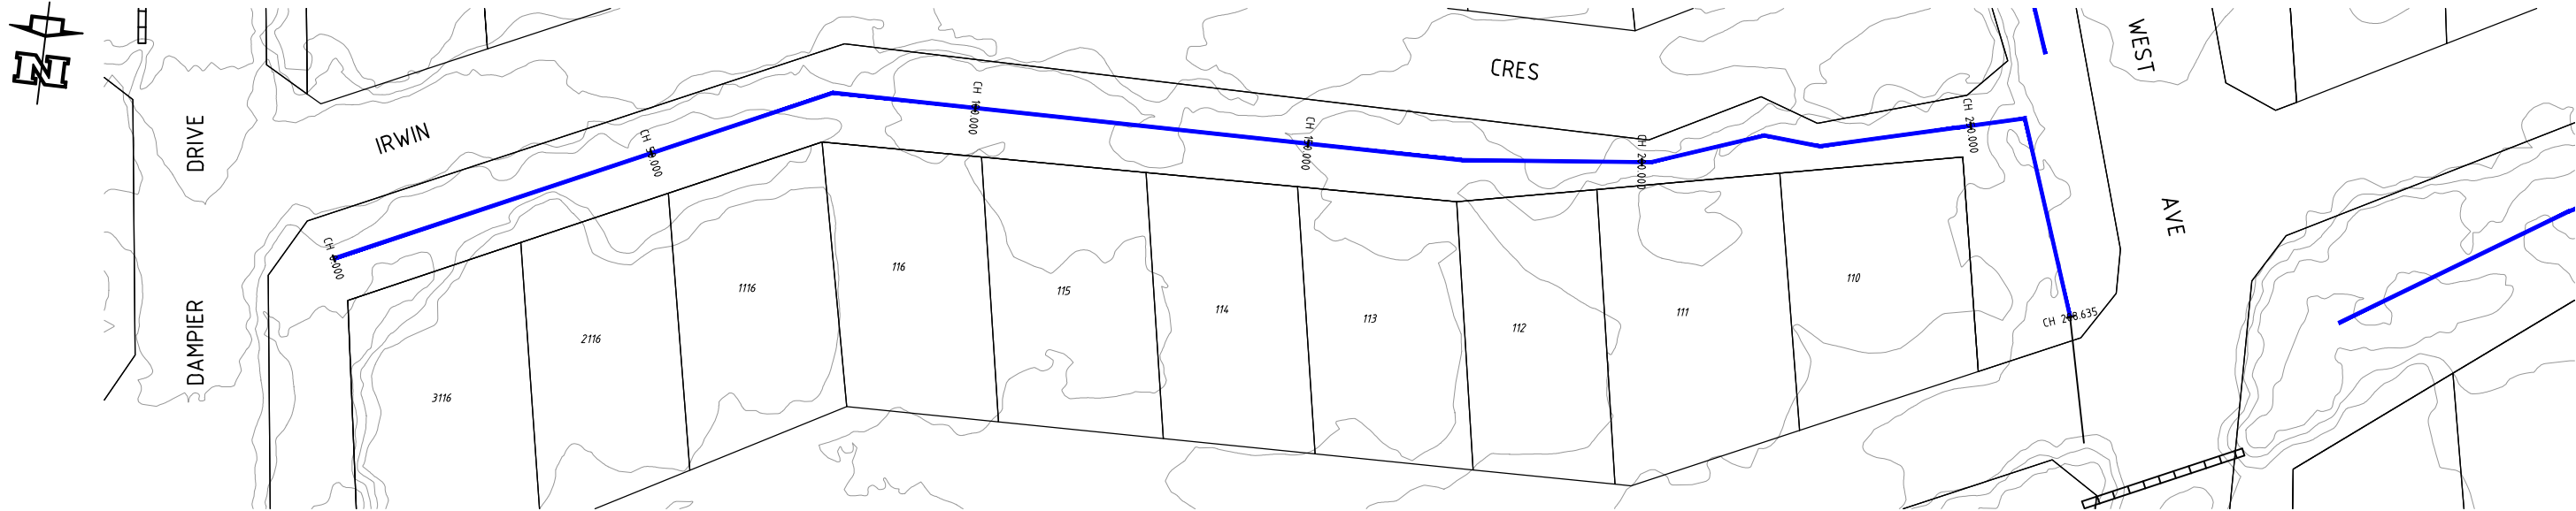 N
WEST
CRES
DRIVE
IRWIN
CH 50.000
CH 100.000
CH 150.000
CH 200.000
CH 250.000
CH 0.000
AVE
DAMPIER
CH 288.635
3116
2116
1116
116
115
114
113
112
111
110